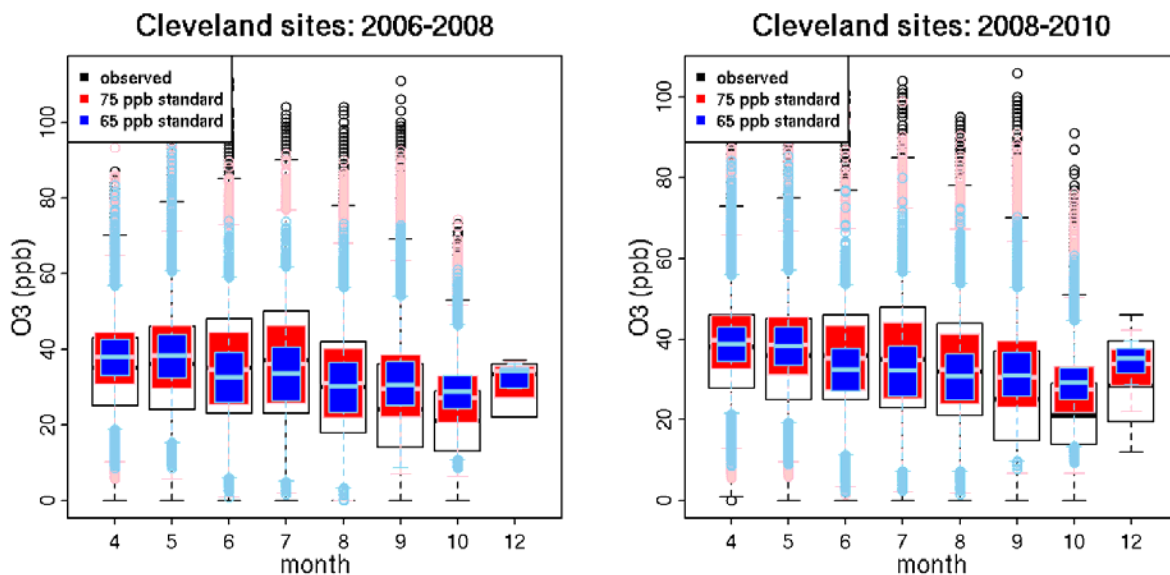 Cleveland sites: 2006-2008
observed
75 ppb standard
65 ppb standard
O3 (ppb)
100
80
60
40
20
0
4 5 6 7 8 9 10 12
month
Cleveland sites: 2008-2010
observed
75 ppb standard
65 ppb standard
O3 (ppb)
100
80
60
40
20
0
4 5 6 7 8 9 10 12
month